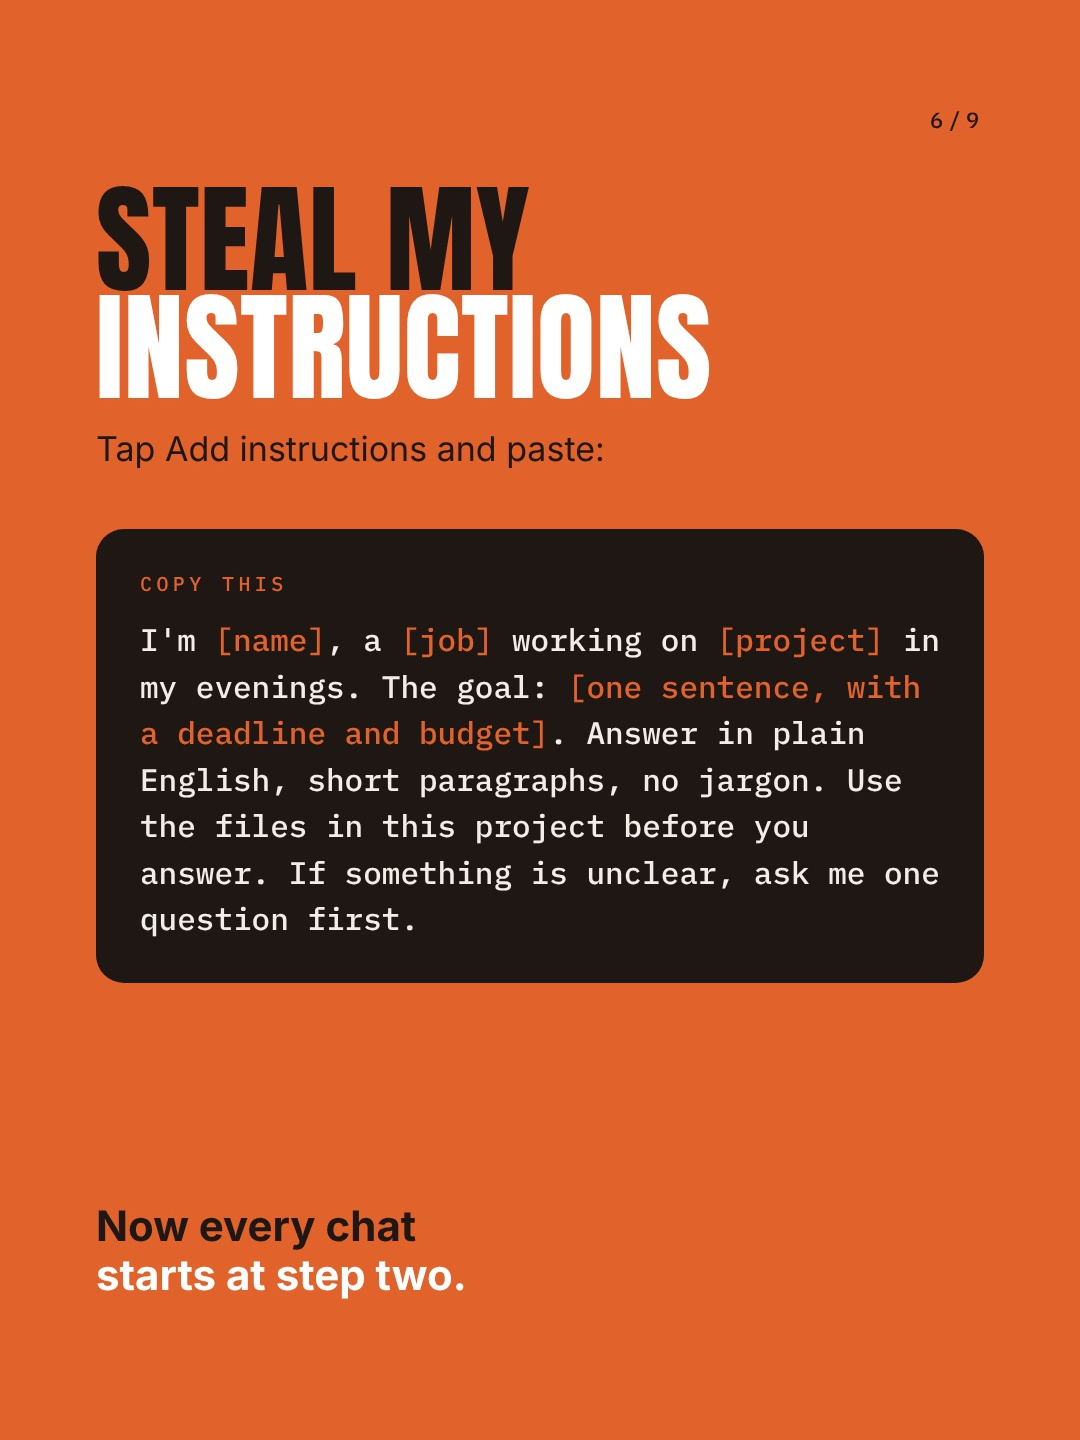 6 / 9
STEAL MY
INSTRUCTIONS
Tap Add instructions and paste:
COPY THIS
I'm [name], a [job] working on [project] in
my evenings. The goal: [one sentence, with
a deadline and budget]. Answer in plain
English, short paragraphs, no jargon. Use
the files in this project before you
answer. If something is unclear, ask me one
question first.
Now every chat
starts at step two.